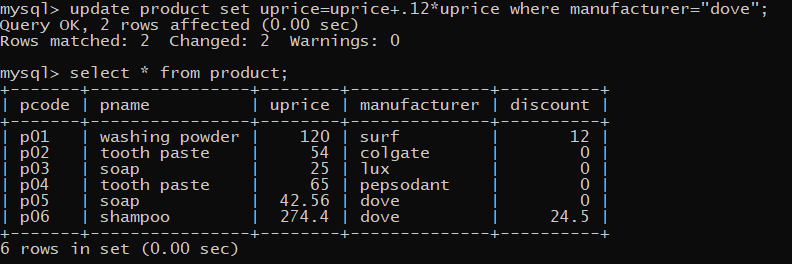 mysql> update product set uprice=uprice+.12*uprice where manufacturer="dove";
Query OK, 2 rows affected (0.00 sec)
Rows matched: 2  Changed: 2  Warnings: 0

mysql> select * from product;
+-------+----------------+--------+--------------+----------+
| pcode | pname          | uprice | manufacturer | discount |
+-------+----------------+--------+--------------+----------+
| p01   | washing powder |    120 | surf         |       12 |
| p02   | tooth paste    |     54 | colgate      |        0 |
| p03   | soap           |     25 | lux          |        0 |
| p04   | tooth paste    |     65 | pepsodant    |        0 |
| p05   | soap           |  42.56 | dove         |        0 |
| p06   | shampoo        |  274.4 | dove         |     24.5 |
+-------+----------------+--------+--------------+----------+
6 rows in set (0.00 sec)